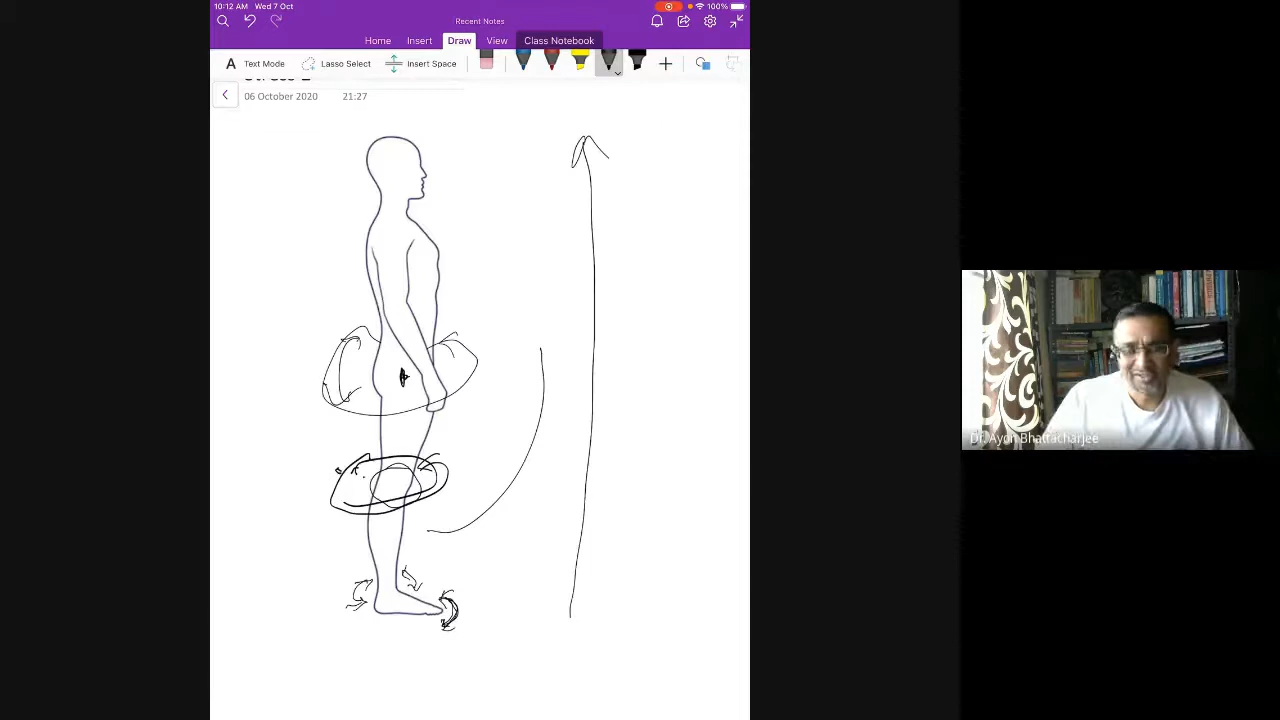 10:12 AM Wed 7 Oct
100%
Recent Notes
Home Insert Draw View Class Notebook
A Text Mode Lasso Select Insert Space
06 October 2020 21:27
Dr. Ayon Bhattacharjee